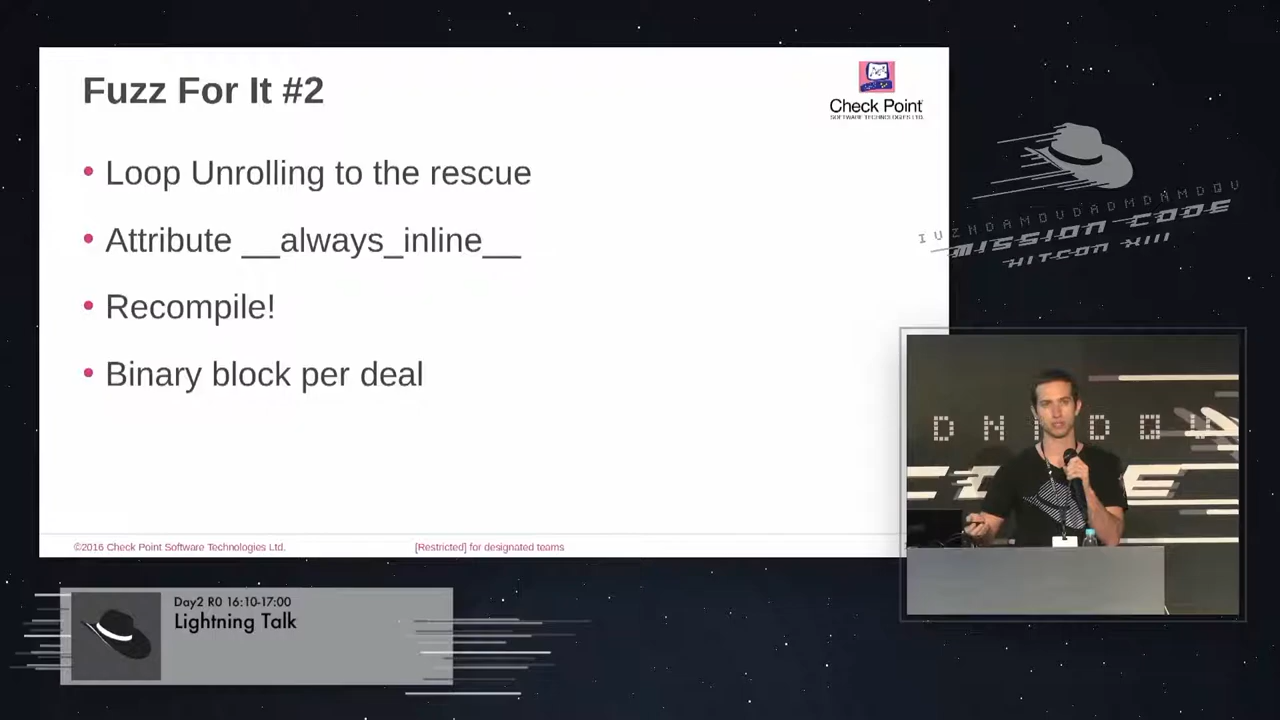 Fuzz For It #2
Check Point
SOFTWARE TECHNOLOGIES LTD.
• Loop Unrolling to the rescue
• Attribute __always_inline__
• Recompile!
• Binary block per deal
©2016 Check Point Software Technologies Ltd.
[Restricted] for designated teams
MISSION CODE
HITCON XIII
Day2 R0 16:10-17:00
Lightning Talk